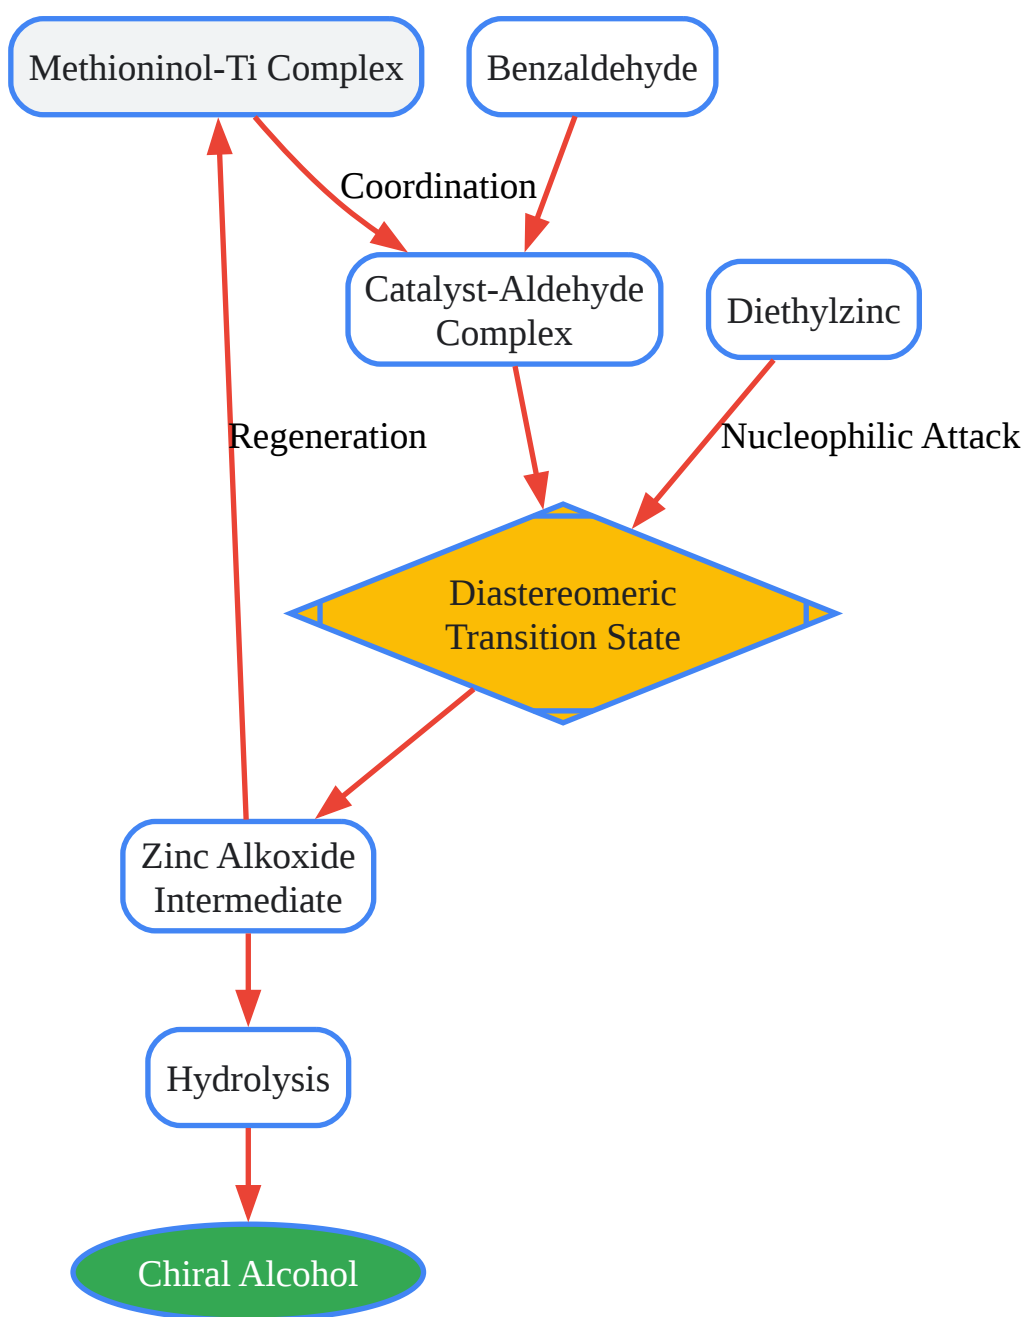 Methioninol-Ti Complex
Benzaldehyde
Coordination
Catalyst-Aldehyde
Complex
Diethylzinc
Regeneration
Nucleophilic Attack
Diastereomeric
Transition State
Zinc Alkoxide
Intermediate
Hydrolysis
Chiral Alcohol